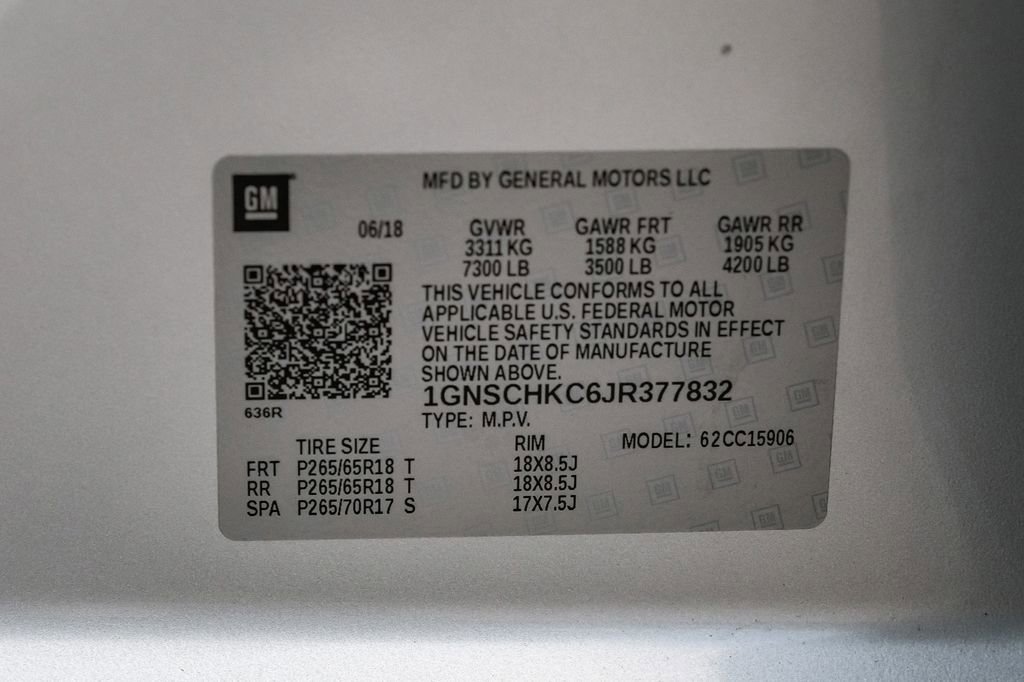 GM
MFD BY GENERAL MOTORS LLC
06/18 GVWR GAWR FRT GAWR RR
3311 KG 1588 KG 1905 KG
7300 LB 3500 LB 4200 LB
THIS VEHICLE CONFORMS TO ALL
APPLICABLE U.S. FEDERAL MOTOR
VEHICLE SAFETY STANDARDS IN EFFECT
ON THE DATE OF MANUFACTURE
SHOWN ABOVE.
1GNSCHKC6JR377832
636R
TYPE: M.P.V.
TIRE SIZE RIM MODEL: 62CC15906
FRT P265/65R18 T 18X8.5J
RR P265/65R18 T 18X8.5J
SPA P265/70R17 S 17X7.5J